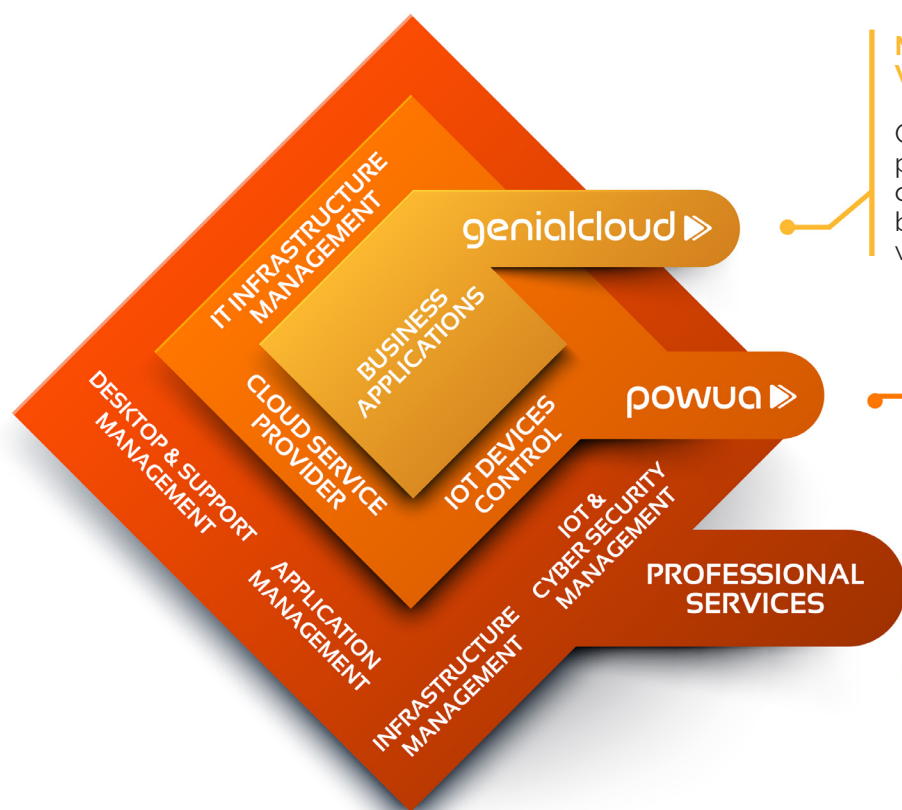 genialcloud
IT INFRASTRUCTURE
MANAGEMENT
BUSINESS
APPLICATIONS
powua
CLOUD SERVICE
PROVIDER
IOT DEVICES
CONTROL
DESKTOP & SUPPORT
MANAGEMENT
APPLICATION
MANAGEMENT
INFRASTRUCTURE
MANAGEMENT
IOT &
CYBER SECURITY
MANAGEMENT
PROFESSIONAL
SERVICES